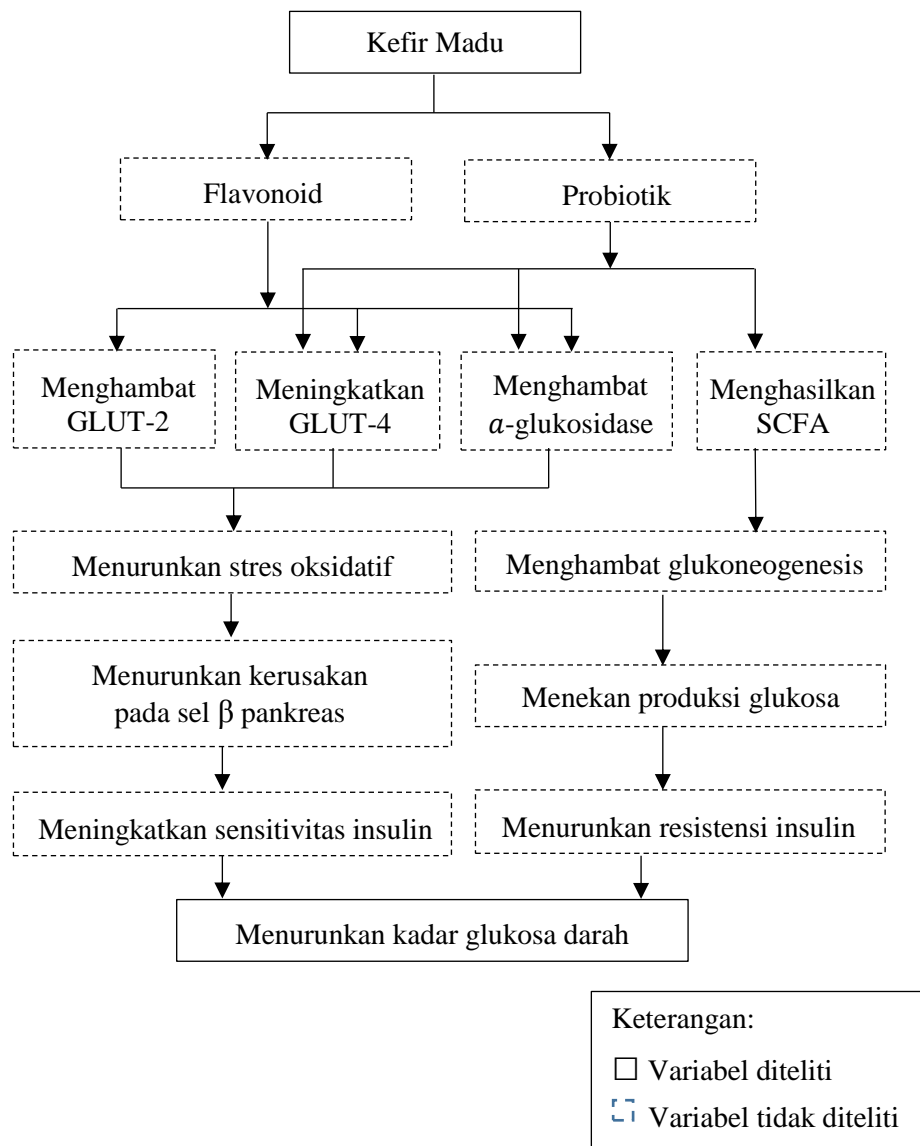 Kefir Madu
Flavonoid
Probiotik
Menghambat
GLUT-2
Meningkatkan
GLUT-4
Menghambat
α-glukosidase
Menghasilkan
SCFA
Menurunkan stres oksidatif
Menghambat glukoneogenesis
Menurunkan kerusakan
pada sel β pankreas
Menekan produksi glukosa
Meningkatkan sensitivitas insulin
Menurunkan resistensi insulin
Menurunkan kadar glukosa darah
Keterangan:
Variabel diteliti
Variabel tidak diteliti